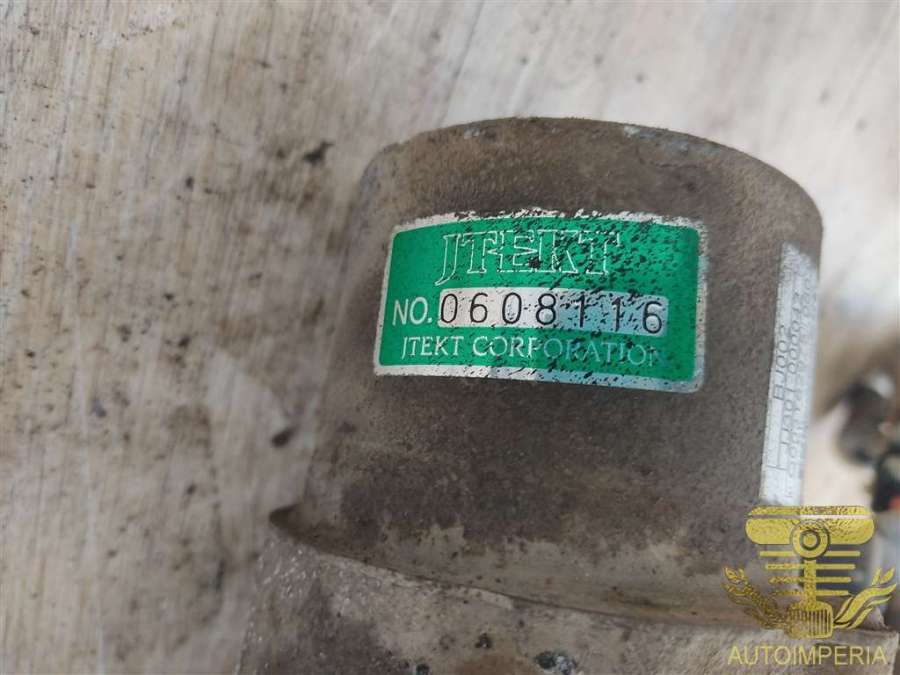 JTEKT
NO. 0608116
JTEKT CORPORATION
AUTOIMPERIA